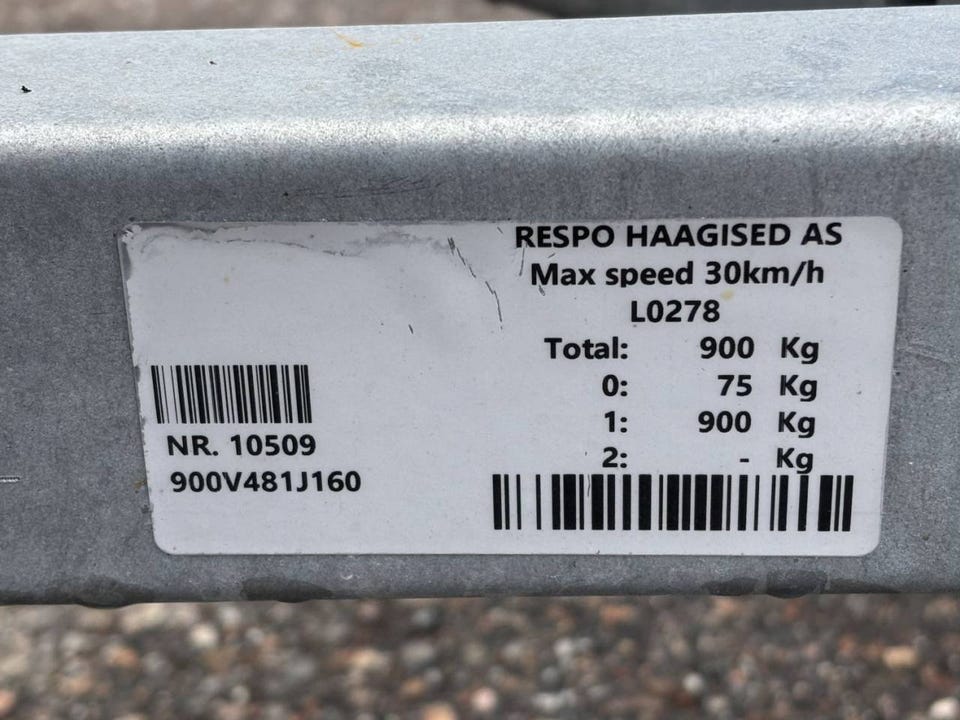 RESPO HAAGISED AS
Max speed 30km/h
L0278
Total: 900 Kg
0: 75 Kg
1: 900 Kg
2: - Kg
NR. 10509
900V481J160